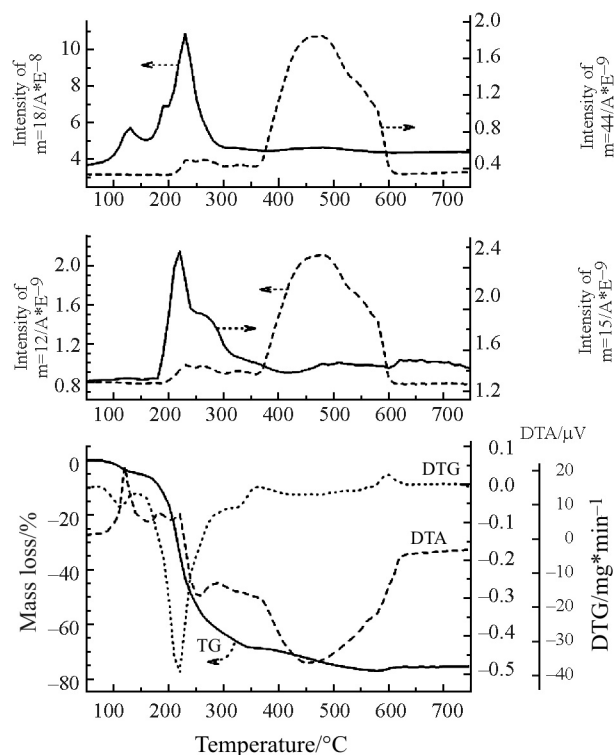 Intensity of
m=18/A*E−8
10
8
6
4
2.0
1.6
1.2
0.8
0.4
Intensity of
m=44/A*E−9
100 200 300 400 500 600 700
Intensity of
m=12/A*E−9
2.0
1.6
1.2
0.8
2.4
2.0
1.6
1.4
1.2
Intensity of
m=15/A*E−9
100 200 300 400 500 600 700
DTA/µV
Mass loss/%
0
−20
−40
−60
−80
DTG
DTA
TG
0.1
0.0
−0.1
−0.2
−0.3
−0.4
−0.5
20
10
0
−10
−20
−30
−40
DTG/mg*min−1
100 200 300 400 500 600 700
Temperature/°C